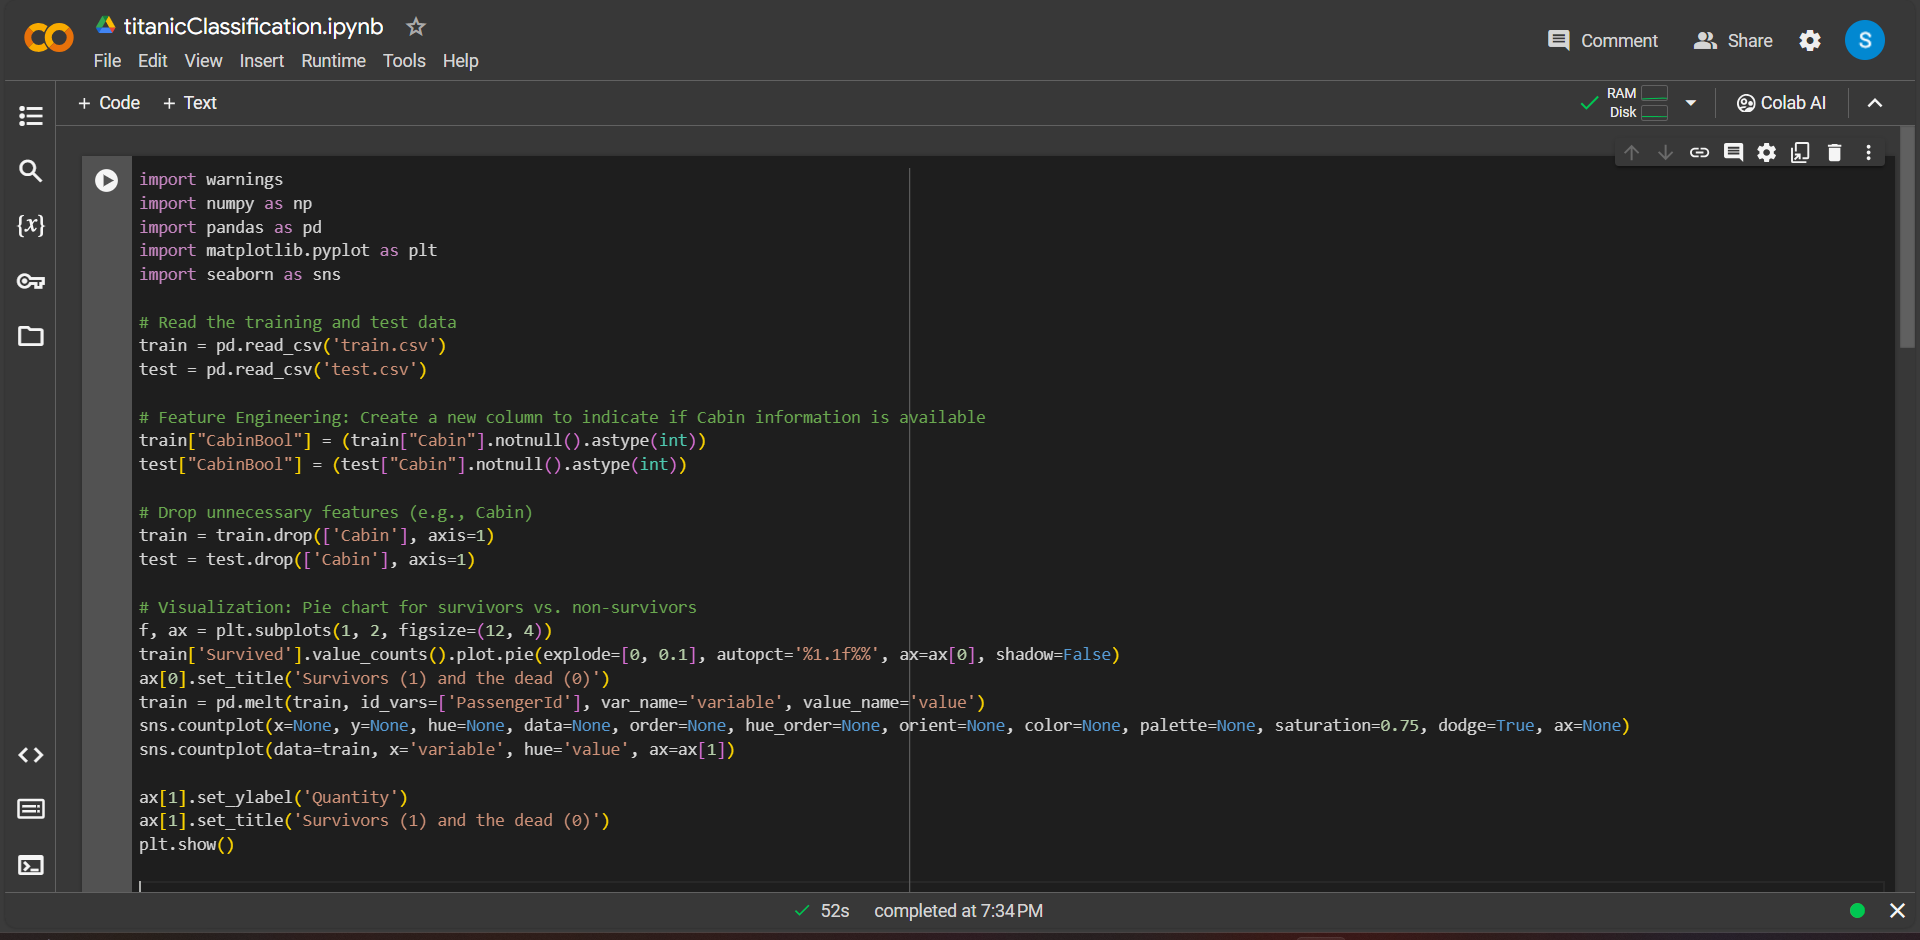 titanicClassification.ipynb
File Edit View Insert Runtime Tools Help
Comment
Share
S
+ Code + Text
RAM
Disk
Colab AI
{x}
import warnings
import numpy as np
import pandas as pd
import matplotlib.pyplot as plt
import seaborn as sns
# Read the training and test data
train = pd.read_csv('train.csv')
test = pd.read_csv('test.csv')
# Feature Engineering: Create a new column to indicate if Cabin information is available
train["CabinBool"] = (train["Cabin"].notnull().astype(int))
test["CabinBool"] = (test["Cabin"].notnull().astype(int))
# Drop unnecessary features (e.g., Cabin)
train = train.drop(['Cabin'], axis=1)
test = test.drop(['Cabin'], axis=1)
# Visualization: Pie chart for survivors vs. non-survivors
f, ax = plt.subplots(1, 2, figsize=(12, 4))
train['Survived'].value_counts().plot.pie(explode=[0, 0.1], autopct='%1.1f%%', ax=ax[0], shadow=False)
ax[0].set_title('Survivors (1) and the dead (0)')
train = pd.melt(train, id_vars=['PassengerId'], var_name='variable', value_name='value')
sns.countplot(x=None, y=None, hue=None, data=None, order=None, hue_order=None, orient=None, color=None, palette=None, saturation=0.75, dodge=True, ax=None)
sns.countplot(data=train, x='variable', hue='value', ax=ax[1])
ax[1].set_ylabel('Quantity')
ax[1].set_title('Survivors (1) and the dead (0)')
plt.show()
52s completed at 7:34 PM